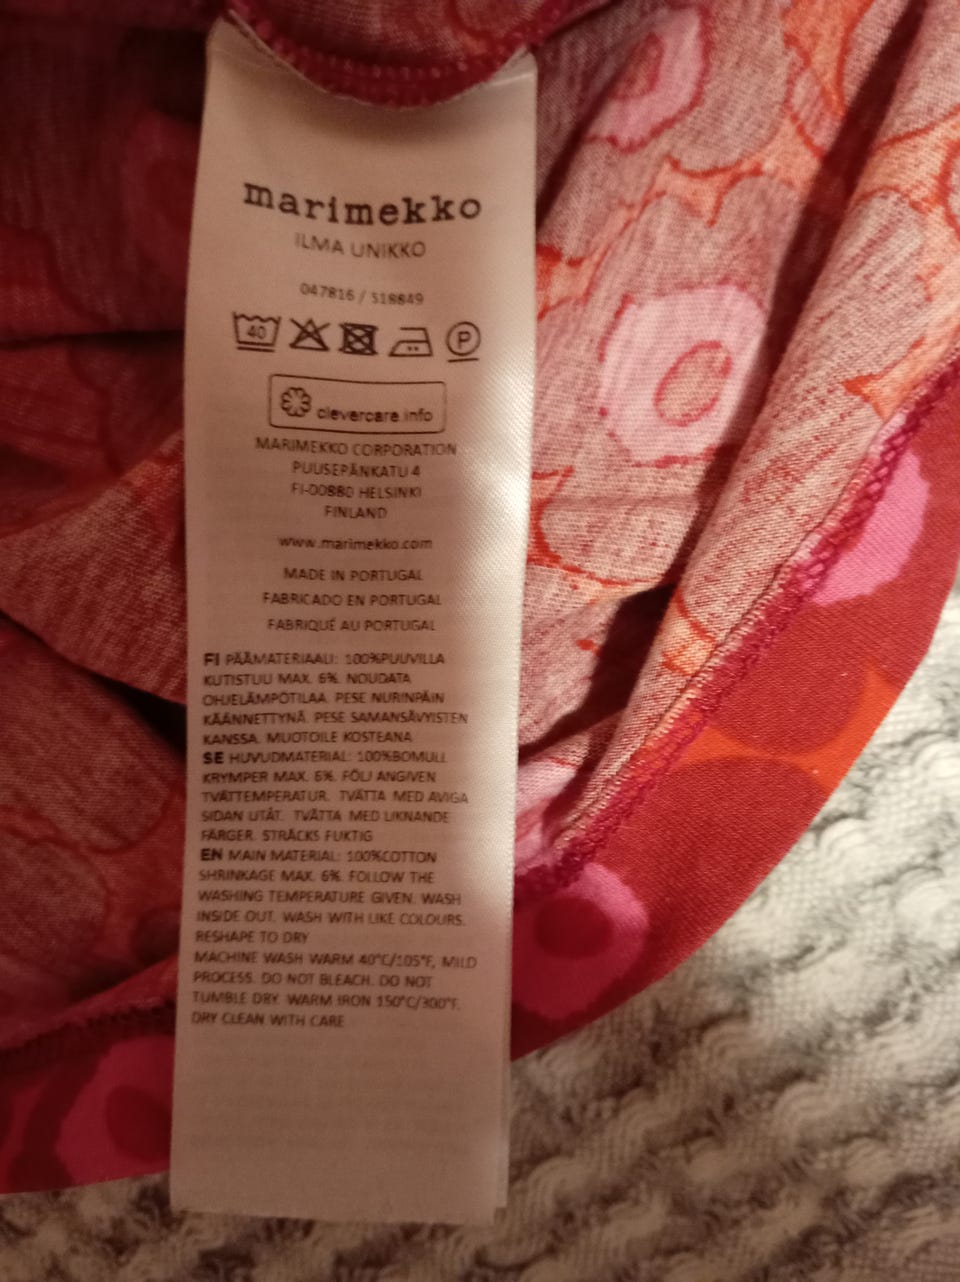 marimekko
ILMA UNIKKO
047816 / 518849
40 P
clevercare.info
MARIMEKKO CORPORATION
PUUSEPÄNKATU 4
FI-00880 HELSINKI
FINLAND
www.marimekko.com
MADE IN PORTUGAL
FABRICADO EN PORTUGAL
FABRIQUÉ AU PORTUGAL
FI PÄÄMATERIAALI: 100%PUUVILLA
KUTISTUU MAX. 6%. NOUDATA
OHJELÄMPÖTILAA. PESE NURINPÄIN
KÄÄNNETTYNÄ. PESE SAMANSÄVYISTEN
KANSSA. MUOTOILE KOSTEANA
SE HUVUDMATERIAL: 100%BOMULL
KRYMPER MAX. 6%. FÖLJ ANGIVEN
TVÄTTEMPERATUR. TVÄTTA MED AVIGA
SIDAN UTÅT. TVÄTTA MED LIKNANDE
FÄRGER. STRÄCKS FUKTIG
EN MAIN MATERIAL: 100%COTTON
SHRINKAGE MAX. 6%. FOLLOW THE
WASHING TEMPERATURE GIVEN. WASH
INSIDE OUT. WASH WITH LIKE COLOURS.
RESHAPE TO DRY
MACHINE WASH WARM 40°C/105°F, MILD
PROCESS. DO NOT BLEACH. DO NOT
TUMBLE DRY. WARM IRON 150°C/300°F.
DRY CLEAN WITH CARE